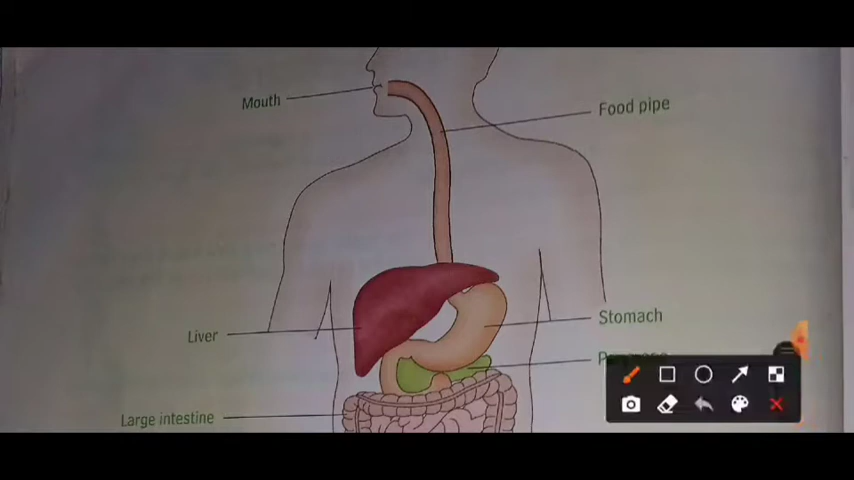 Mouth
Food pipe
Liver
Stomach
Large intestine